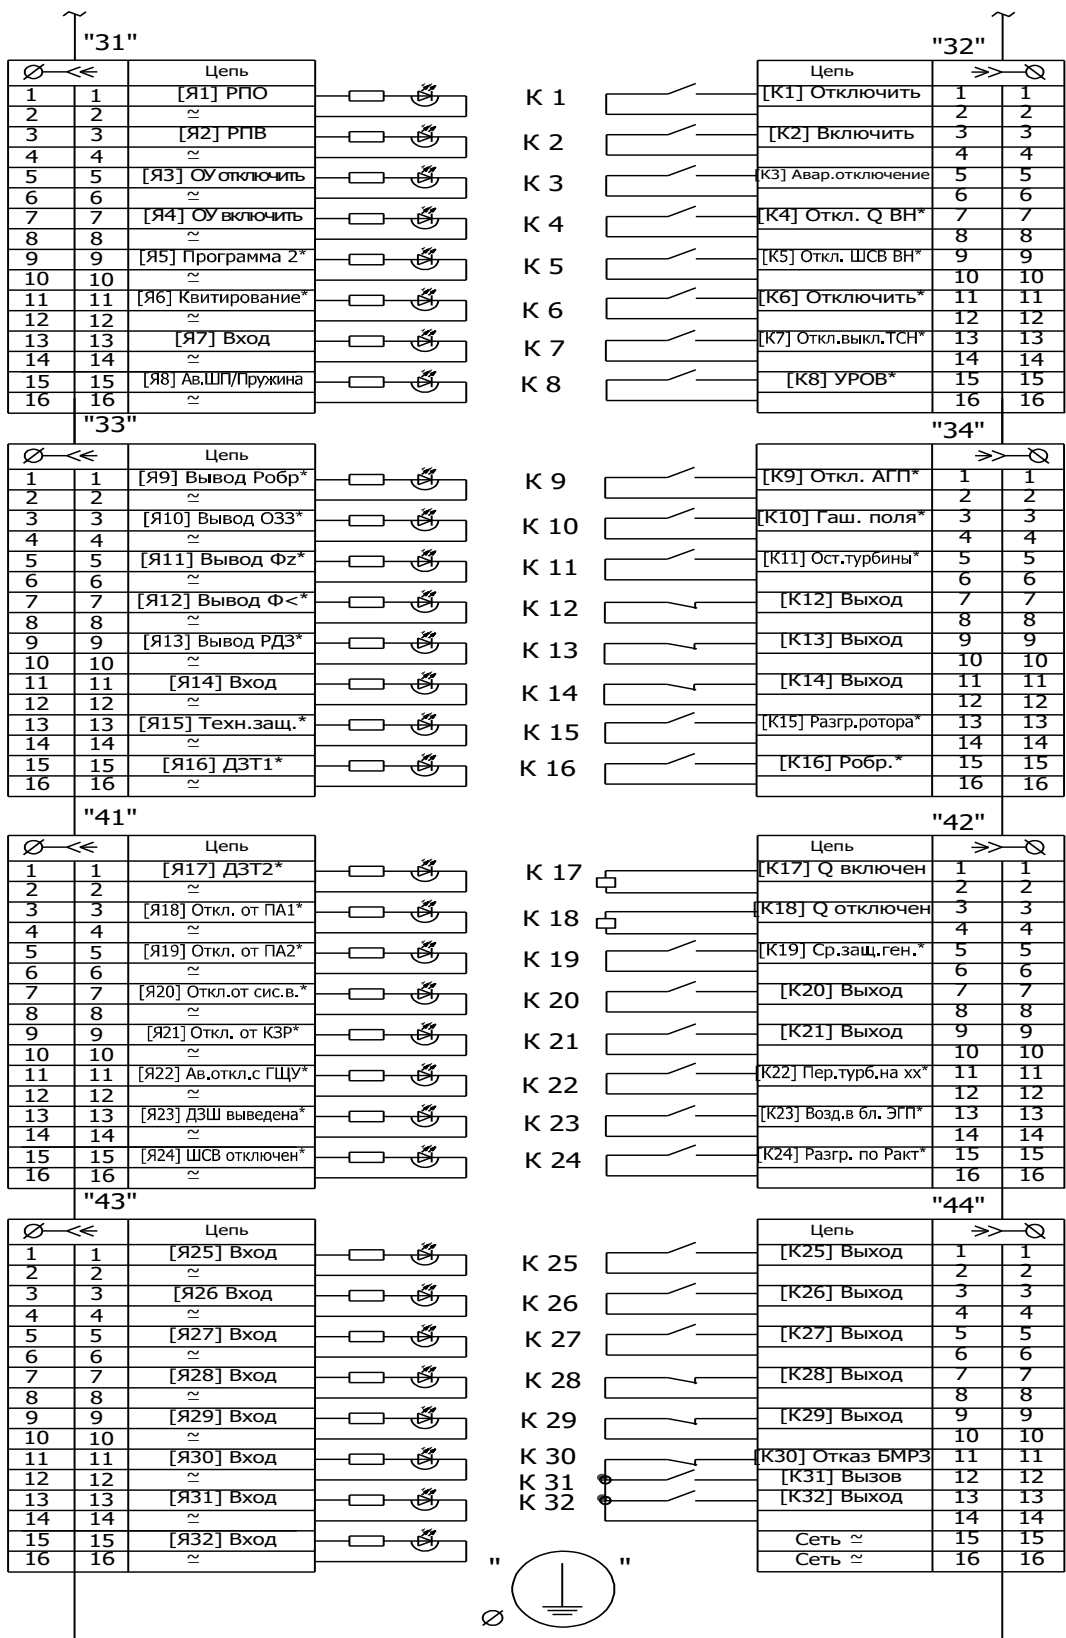 "31" "32"
Цепь Цепь
1 1 [Я1] РПО К 1 [К1] Отключить 1 1
2 2 ≃ 2 2
3 3 [Я2] РПВ К 2 [К2] Включить 3 3
4 4 ≃ 4 4
5 5 [Я3] ОУ отключить К 3 [К3] Авар.отключение 5 5
6 6 ≃ 6 6
7 7 [Я4] ОУ включить К 4 [К4] Откл. Q ВН* 7 7
8 8 ≃ 8 8
9 9 [Я5] Программа 2* К 5 [К5] Откл. ШСВ ВН* 9 9
10 10 ≃ 10 10
11 11 [Я6] Квитирование* К 6 [К6] Отключить* 11 11
12 12 ≃ 12 12
13 13 [Я7] Вход К 7 [К7] Откл.выкл.ТСН* 13 13
14 14 ≃ 14 14
15 15 [Я8] Ав.ШП/Пружина К 8 [К8] УРОВ* 15 15
16 16 ≃ 16 16
"33" "34"
Цепь Цепь
1 1 [Я9] Вывод Робр* К 9 [К9] Откл. АГП* 1 1
2 2 ≃ 2 2
3 3 [Я10] Вывод ОЗЗ* К 10 [К10] Гаш. поля* 3 3
4 4 ≃ 4 4
5 5 [Я11] Вывод Фz* К 11 [К11] Ост.турбины* 5 5
6 6 ≃ 6 6
7 7 [Я12] Вывод Ф<* К 12 [К12] Выход 7 7
8 8 ≃ 8 8
9 9 [Я13] Вывод РДЗ* К 13 [К13] Выход 9 9
10 10 ≃ 10 10
11 11 [Я14] Вход К 14 [К14] Выход 11 11
12 12 ≃ 12 12
13 13 [Я15] Техн.защ.* К 15 [К15] Разгр.ротора* 13 13
14 14 ≃ 14 14
15 15 [Я16] ДЗТ1* К 16 [К16] Робр.* 15 15
16 16 ≃ 16 16
"41" "42"
Цепь Цепь
1 1 [Я17] ДЗТ2* К 17 [К17] Q включен 1 1
2 2 ≃ 2 2
3 3 [Я18] Откл. от ПА1* К 18 [К18] Q отключен 3 3
4 4 ≃ 4 4
5 5 [Я19] Откл. от ПА2* К 19 [К19] Ср.защ.ген.* 5 5
6 6 ≃ 6 6
7 7 [Я20] Откл.от сис.в.* К 20 [К20] Выход 7 7
8 8 ≃ 8 8
9 9 [Я21] Откл. от КЗР* К 21 [К21] Выход 9 9
10 10 ≃ 10 10
11 11 [Я22] Ав.откл.с ГЩУ* К 22 [К22] Пер.турб.на хх* 11 11
12 12 ≃ 12 12
13 13 [Я23] ДЗШ выведена* К 23 [К23] Возд.в бл. ЭГП* 13 13
14 14 ≃ 14 14
15 15 [Я24] ШСВ отключен* К 24 [К24] Разгр. по Ракт* 15 15
16 16 ≃ 16 16
"43" "44"
Цепь Цепь
1 1 [Я25] Вход К 25 [К25] Выход 1 1
2 2 ≃ 2 2
3 3 [Я26 Вход К 26 [К26] Выход 3 3
4 4 ≃ 4 4
5 5 [Я27] Вход К 27 [К27] Выход 5 5
6 6 ≃ 6 6
7 7 [Я28] Вход К 28 [К28] Выход 7 7
8 8 ≃ 8 8
9 9 [Я29] Вход К 29 [К29] Выход 9 9
10 10 ≃ 10 10
11 11 [Я30] Вход К 30 [К30] Отказ БМРЗ 11 11
12 12 ≃ К 31 [К31] Вызов 12 12
13 13 [Я31] Вход К 32 [К32] Выход 13 13
14 14 ≃ 14 14
15 15 [Я32] Вход Сеть ≃ 15 15
16 16 ≃ Сеть ≃ 16 16
" "